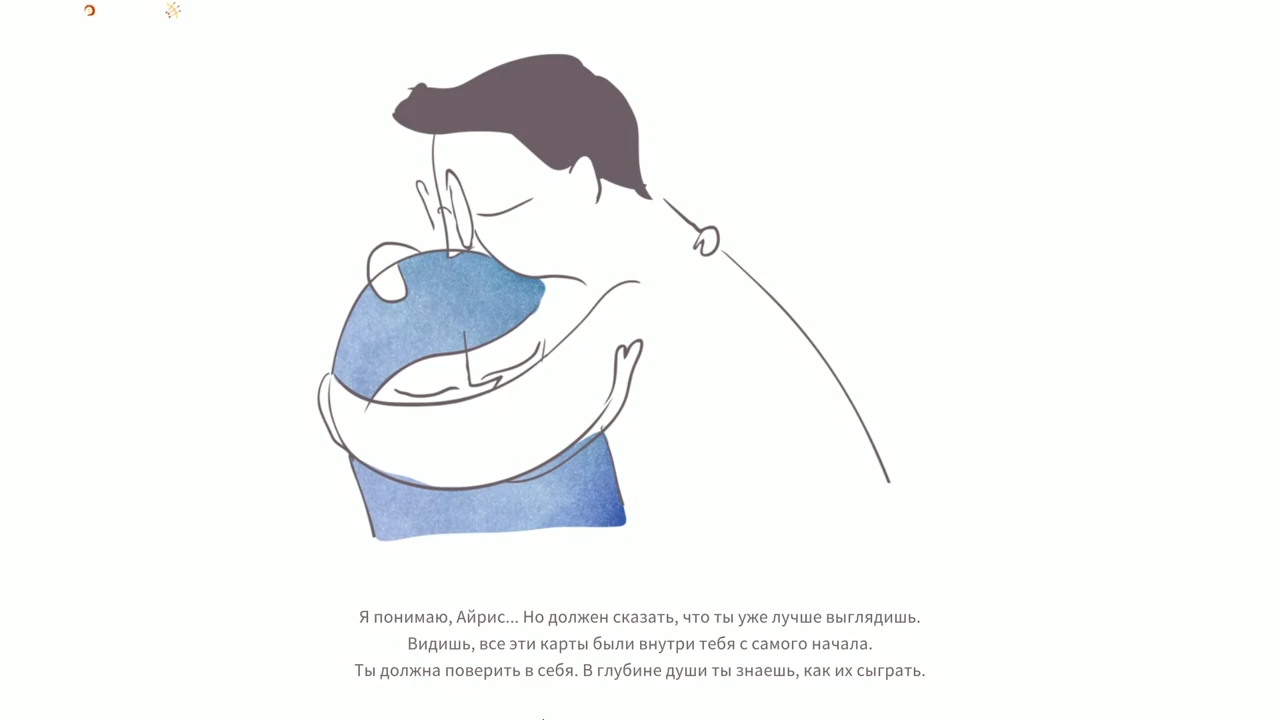 Я понимаю, Айрис... Но должен сказать, что ты уже лучше выглядишь.
Видишь, все эти карты были внутри тебя с самого начала.
Ты должна поверить в себя. В глубине души ты знаешь, как их сыграть.